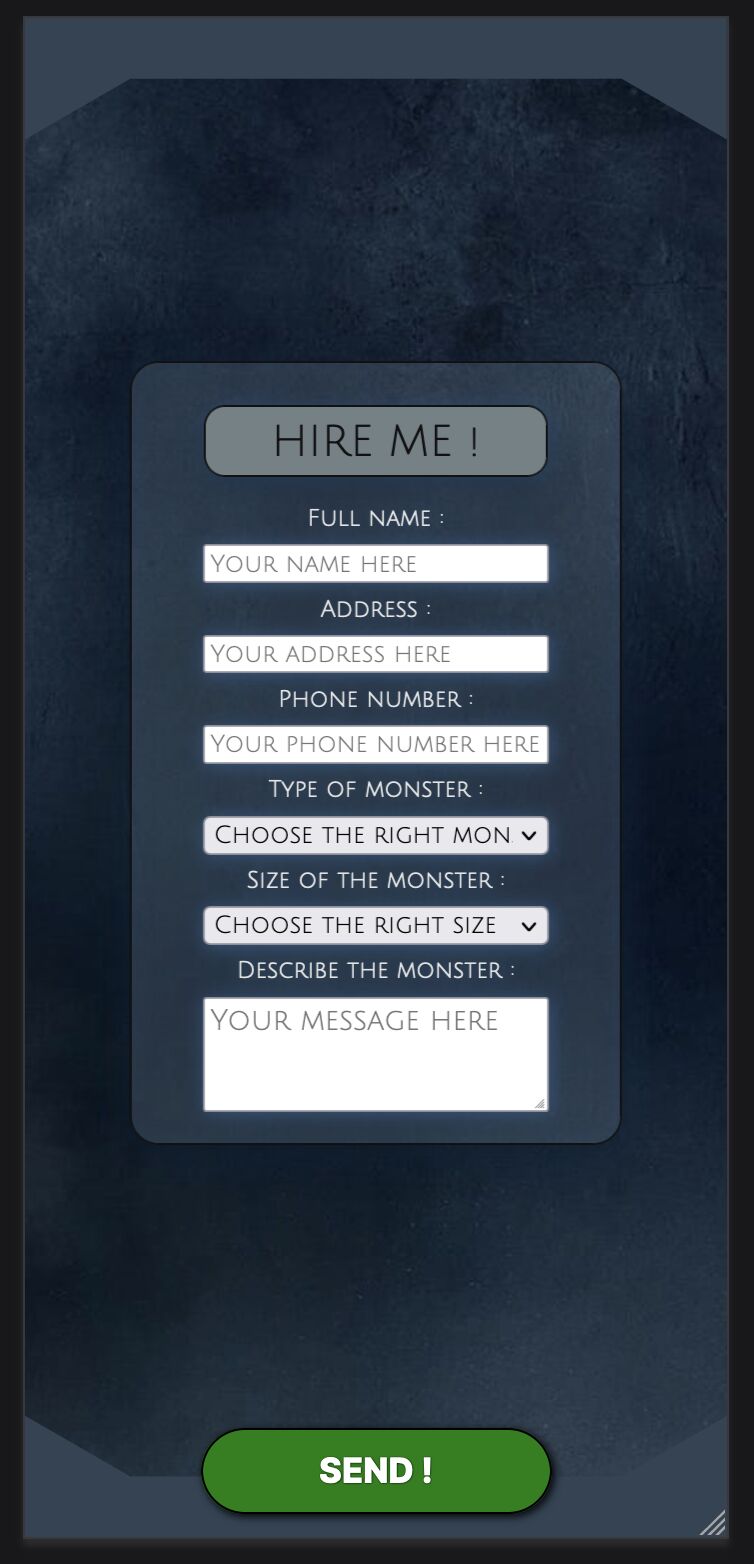 HIRE ME !
Full name :
Your name here
Address :
Your address here
Phone number :
Your phone number here
Type of monster :
Choose the right mon
Size of the monster :
Choose the right size
Describe the monster :
Your message here
SEND !